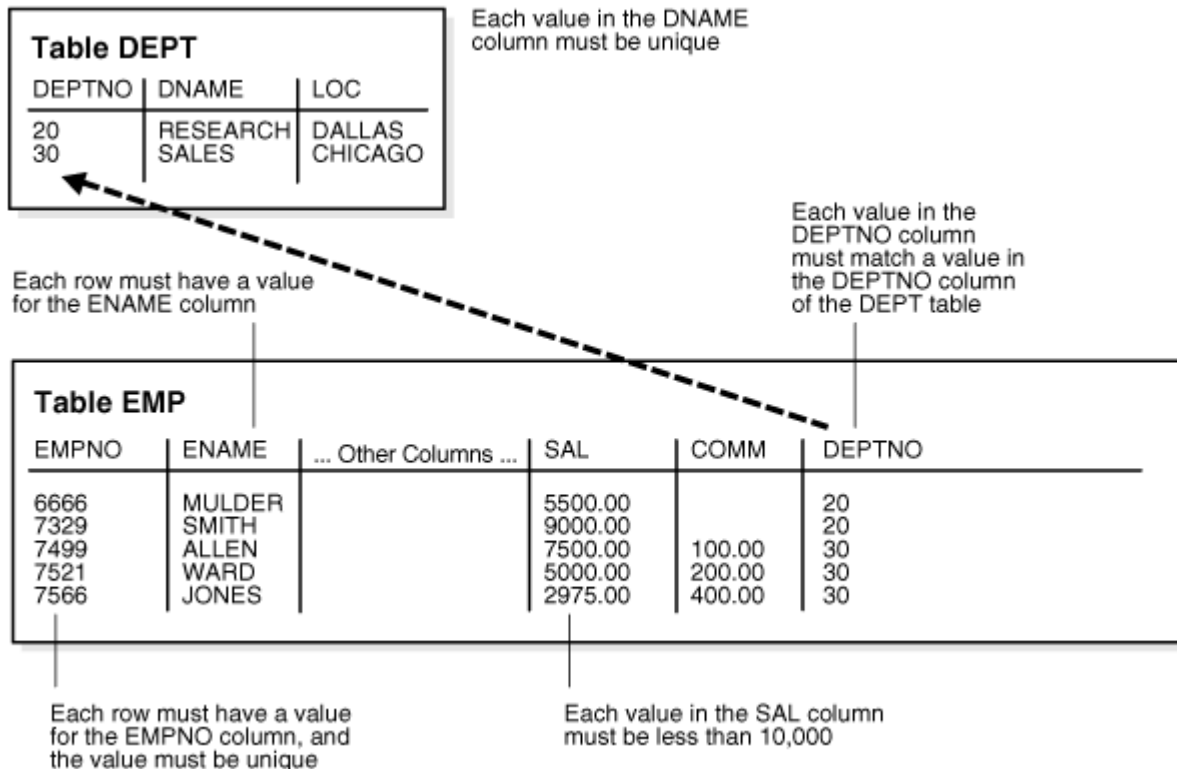 Each value in the DNAME
column must be unique
Table DEPT
DEPTNO DNAME LOC
20 RESEARCH DALLAS
30 SALES CHICAGO
Each value in the
DEPTNO column
must match a value in
the DEPTNO column
of the DEPT table
Each row must have a value
for the ENAME column
Table EMP
EMPNO ENAME ... Other Columns ... SAL COMM DEPTNO
6666 MULDER 5500.00 20
7329 SMITH 9000.00 20
7499 ALLEN 7500.00 100.00 30
7521 WARD 5000.00 200.00 30
7566 JONES 2975.00 400.00 30
Each row must have a value
for the EMPNO column, and
the value must be unique
Each value in the SAL column
must be less than 10,000